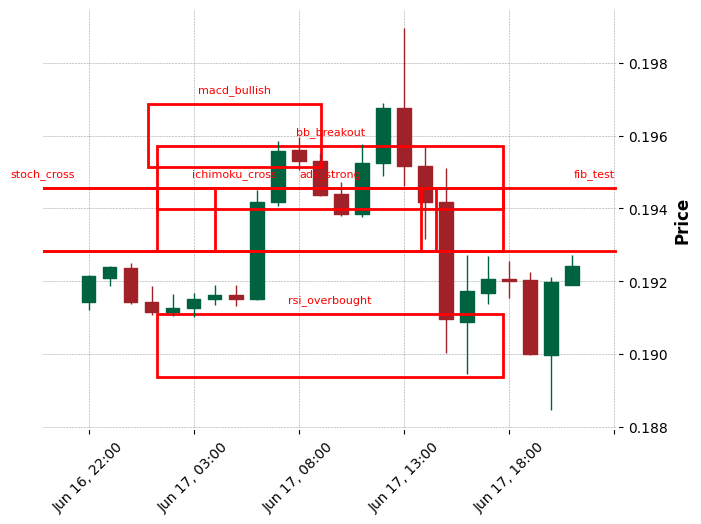 macd_bullish
bb_breakout
stoch_cross
ichimoku_cross
fib_test
rsi_overbought
0.198
0.196
0.194
0.192
0.190
0.188
Price
Jun 16, 22:00
Jun 17, 03:00
Jun 17, 08:00
Jun 17, 13:00
Jun 17, 18:00